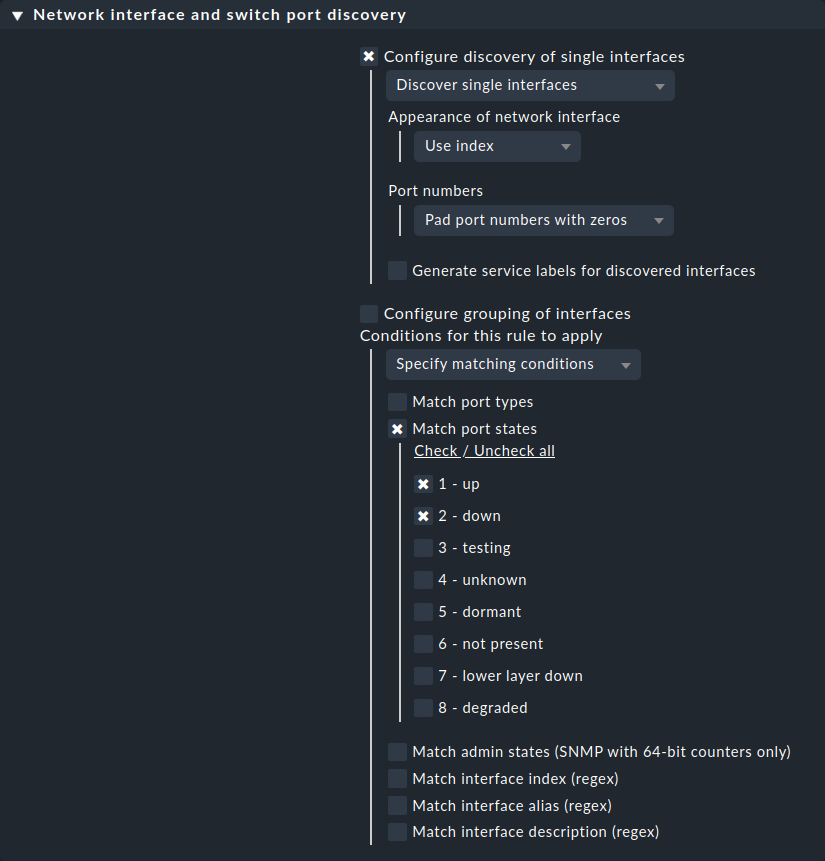 Network interface and switch port discovery
Configure discovery of single interfaces
Discover single interfaces
Appearance of network interface
Use index
Port numbers
Pad port numbers with zeros
Generate service labels for discovered interfaces
Configure grouping of interfaces
Conditions for this rule to apply
Specify matching conditions
Match port types
Match port states
Check / Uncheck all
1 - up
2 - down
3 - testing
4 - unknown
5 - dormant
6 - not present
7 - lower layer down
8 - degraded
Match admin states (SNMP with 64-bit counters only)
Match interface index (regex)
Match interface alias (regex)
Match interface description (regex)